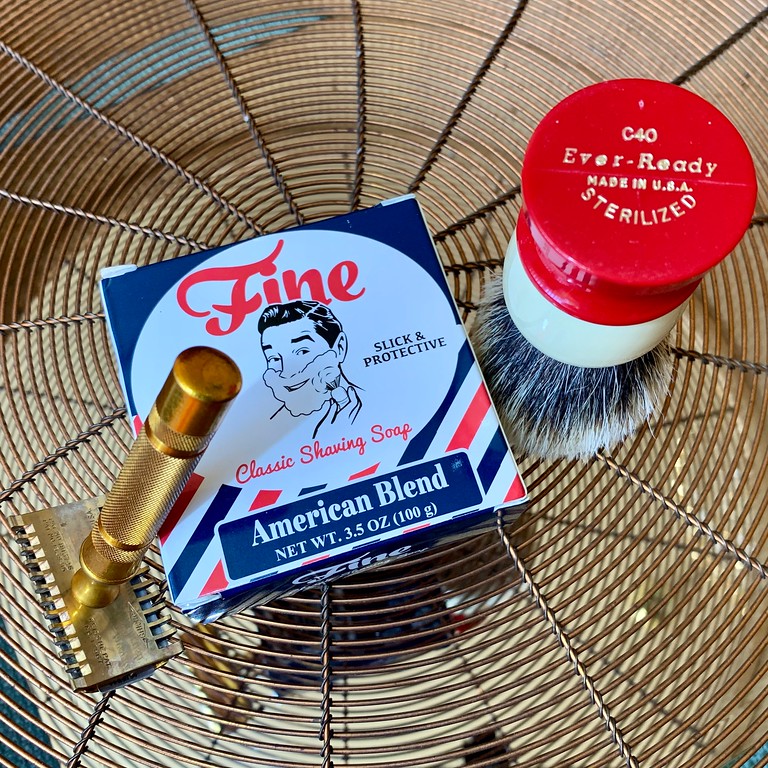 Fine
SLICK &
PROTECTIVE
Classic Shaving Soap
American Blend
NET WT. 3.5 OZ (100 g)
Fine
C40
Ever-Ready
MADE IN U.S.A.
STERILIZED